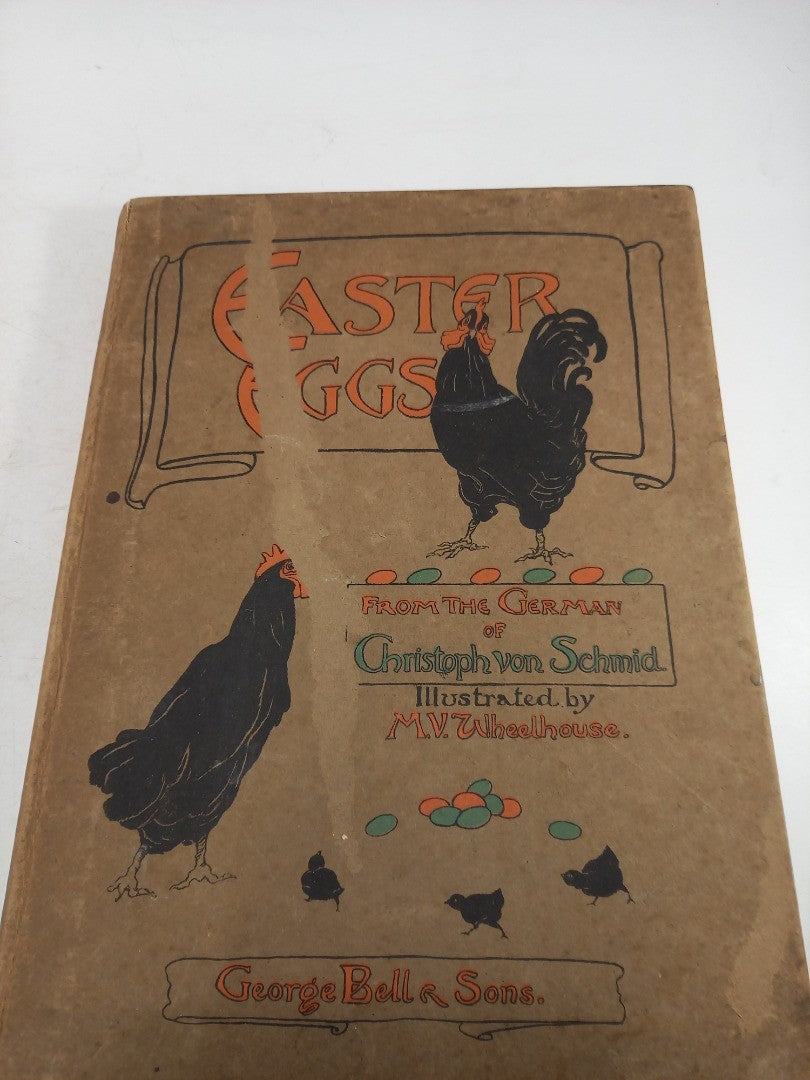 EASTER
EGGS
FROM THE GERMAN
OF
Christoph von Schmid.
Illustrated by
M.V. Wheelhouse.
George Bell & Sons.